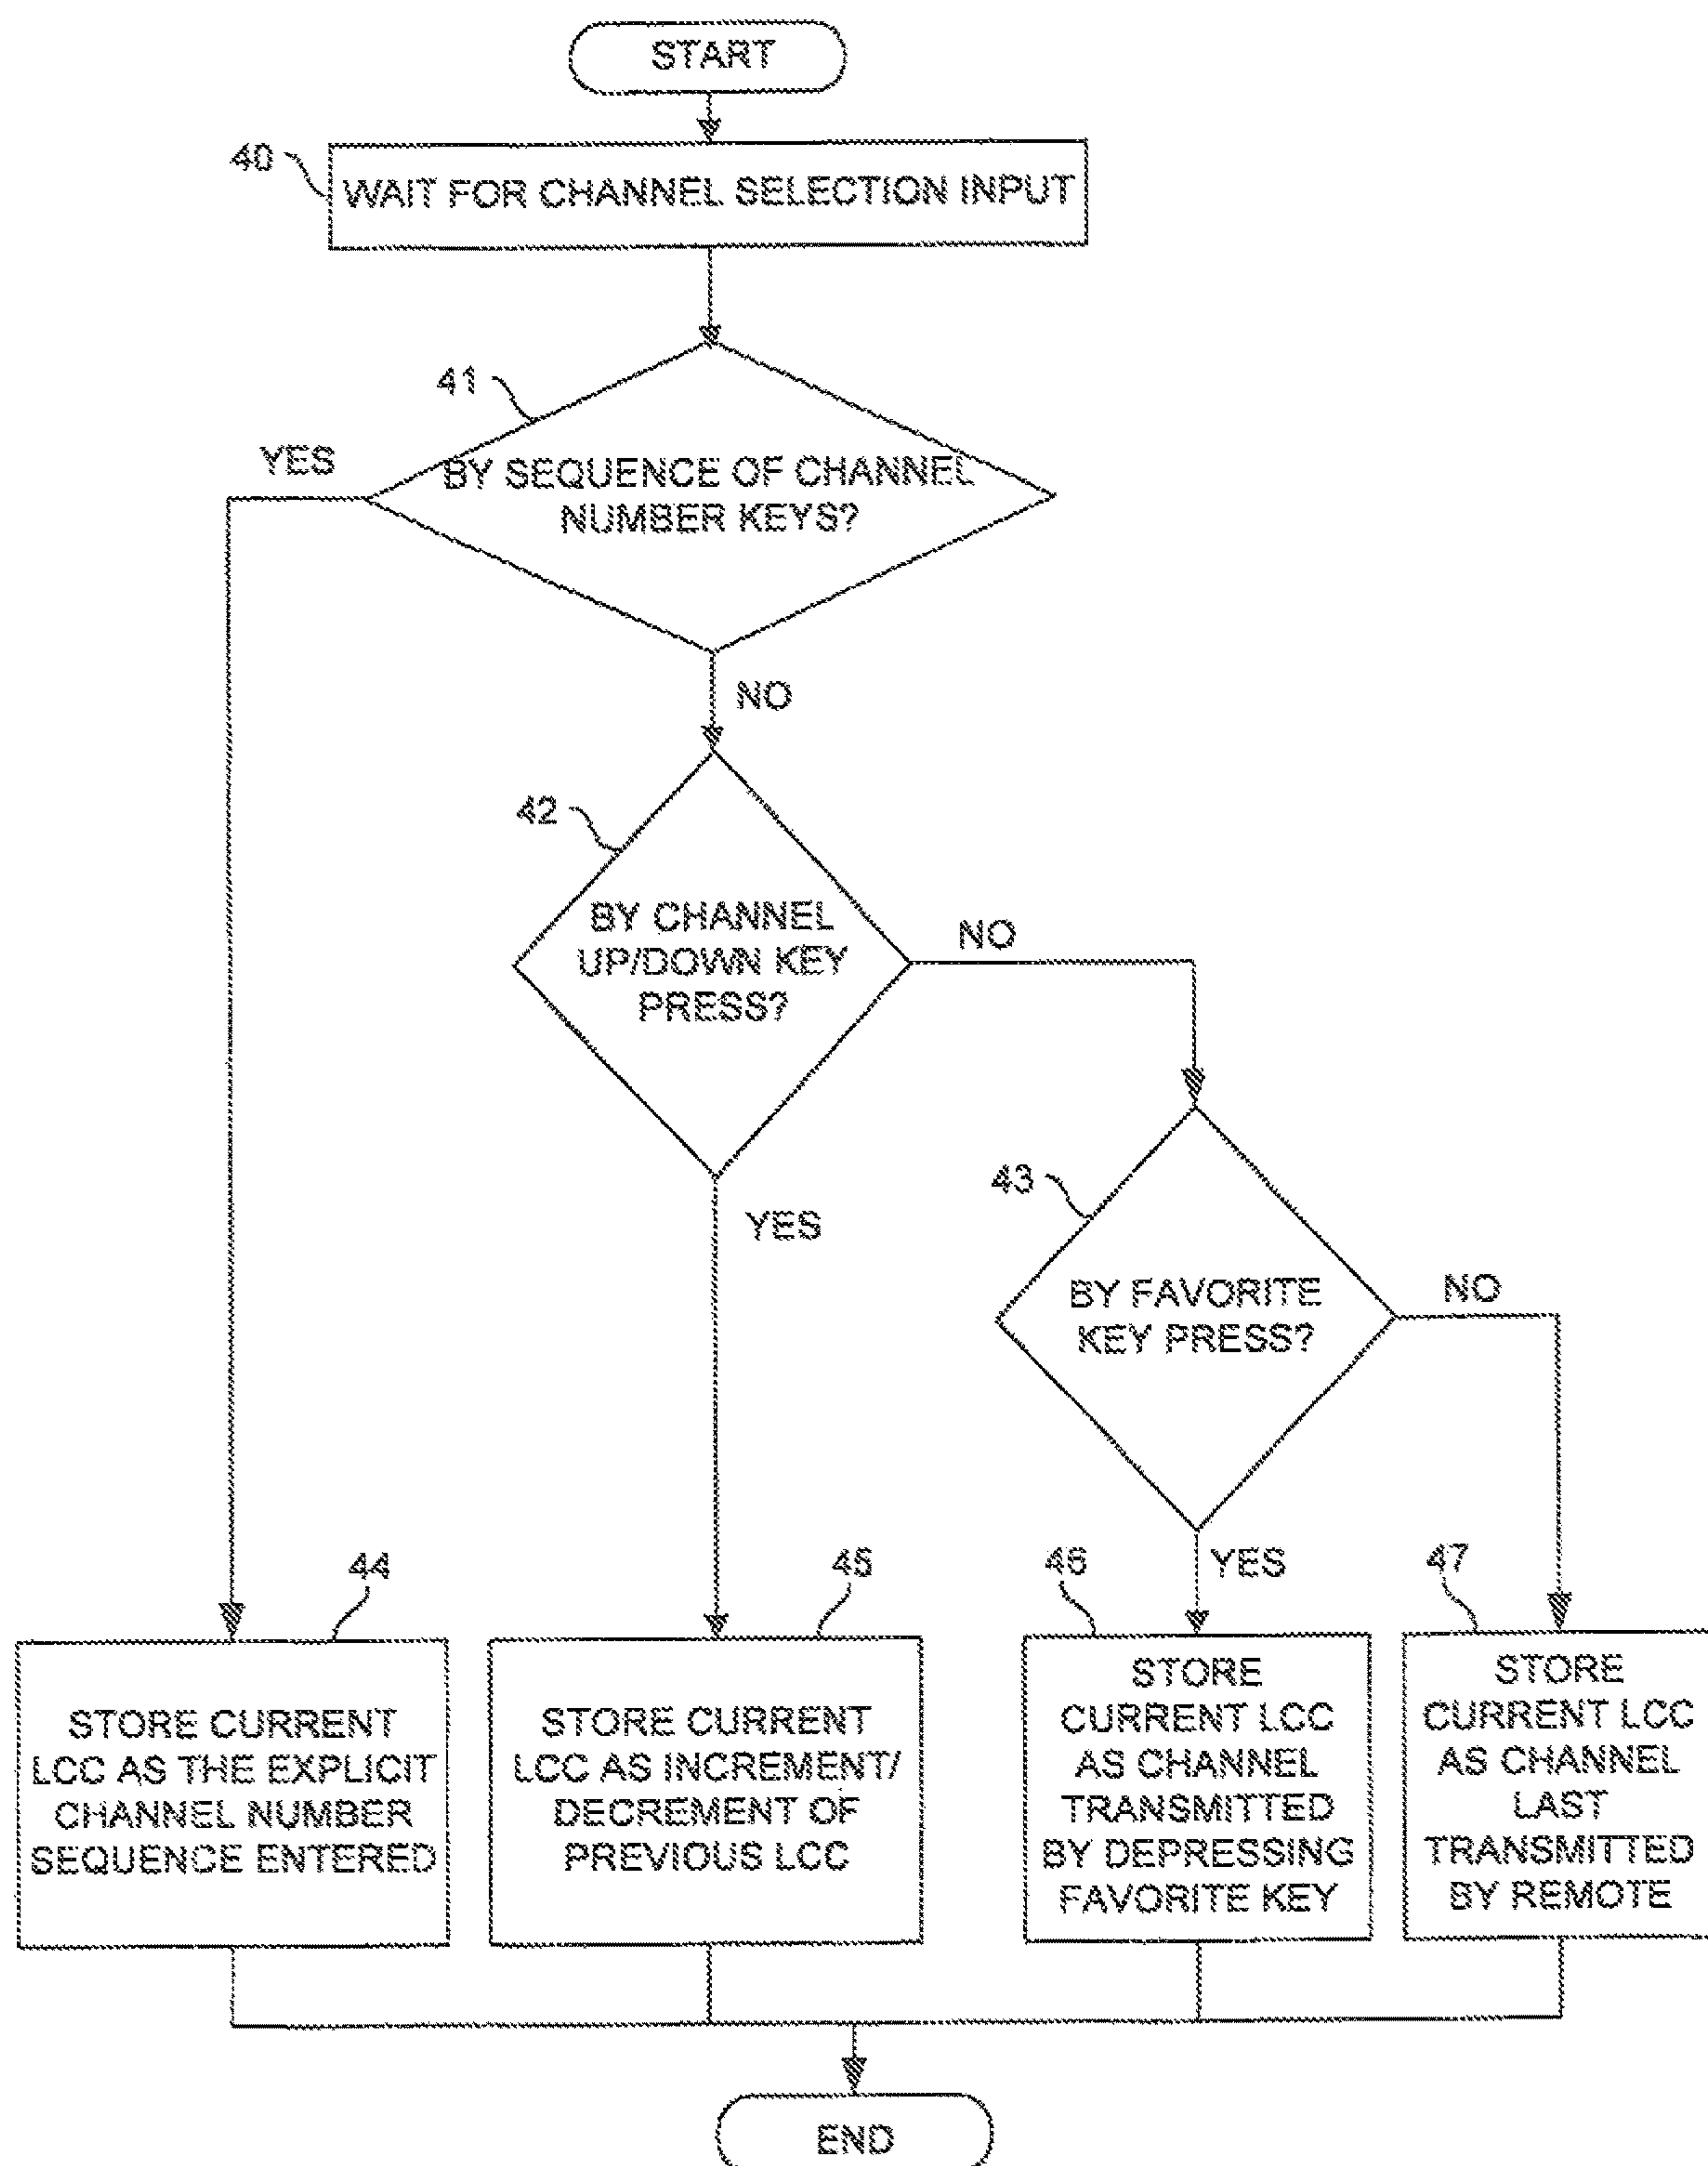 START
40
WAIT FOR CHANNEL SELECTION INPUT
41
YES
BY SEQUENCE OF CHANNEL
NUMBER KEYS?
NO
42
BY CHANNEL
UP/DOWN KEY
PRESS?
NO
43
YES
BY FAVORITE
KEY PRESS?
NO
44
45
46
YES
47
STORE CURRENT
LCC AS THE EXPLICIT
CHANNEL NUMBER
SEQUENCE ENTERED
STORE CURRENT
LCC AS INCREMENT/
DECREMENT OF
PREVIOUS LCC
STORE
CURRENT LCC
AS CHANNEL
TRANSMITTED
BY DEPRESSING
FAVORITE KEY
STORE
CURRENT LCC
AS CHANNEL
LAST
TRANSMITTED
BY REMOTE
END